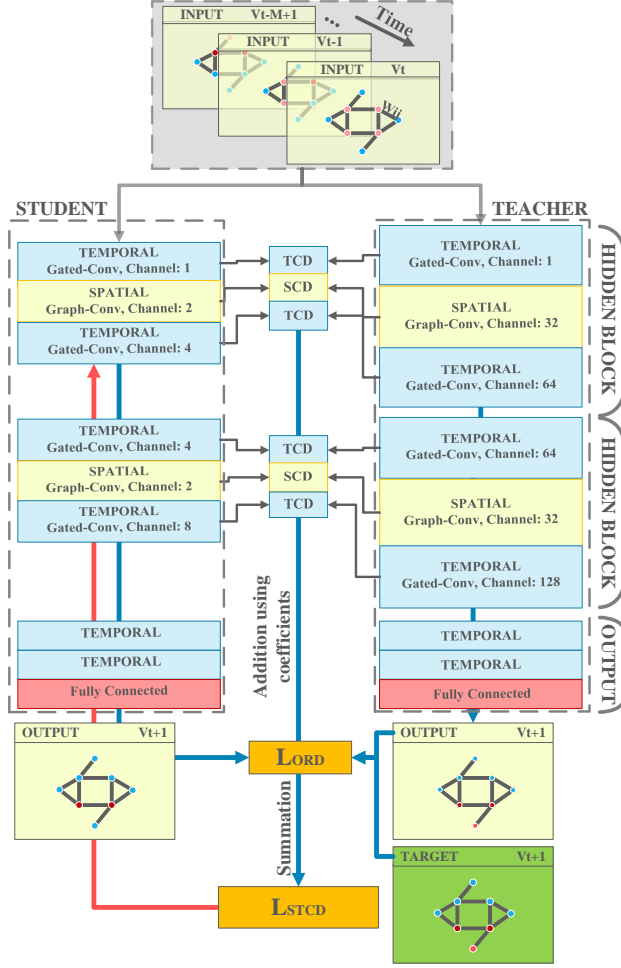 INPUT Vt-M+1
...
Time
INPUT Vt-1
INPUT Vt
Wij
STUDENT
TEACHER
TEMPORAL
Gated-Conv, Channel: 1
SPATIAL
Graph-Conv, Channel: 2
TEMPORAL
Gated-Conv, Channel: 4
TEMPORAL
Gated-Conv, Channel: 4
SPATIAL
Graph-Conv, Channel: 2
TEMPORAL
Gated-Conv, Channel: 8
TEMPORAL
TEMPORAL
Fully Connected
TCD
SCD
TCD
TCD
SCD
TCD
Addition using
coefficients
TEMPORAL
Gated-Conv, Channel: 1
SPATIAL
Graph-Conv, Channel: 32
TEMPORAL
Gated-Conv, Channel: 64
TEMPORAL
Gated-Conv, Channel: 64
SPATIAL
Graph-Conv, Channel: 32
TEMPORAL
Gated-Conv, Channel: 128
TEMPORAL
TEMPORAL
Fully Connected
HIDDEN BLOCK
HIDDEN BLOCK
OUTPUT
OUTPUT Vt+1
LORD
OUTPUT Vt+1
Summation
LSTCD
TARGET Vt+1